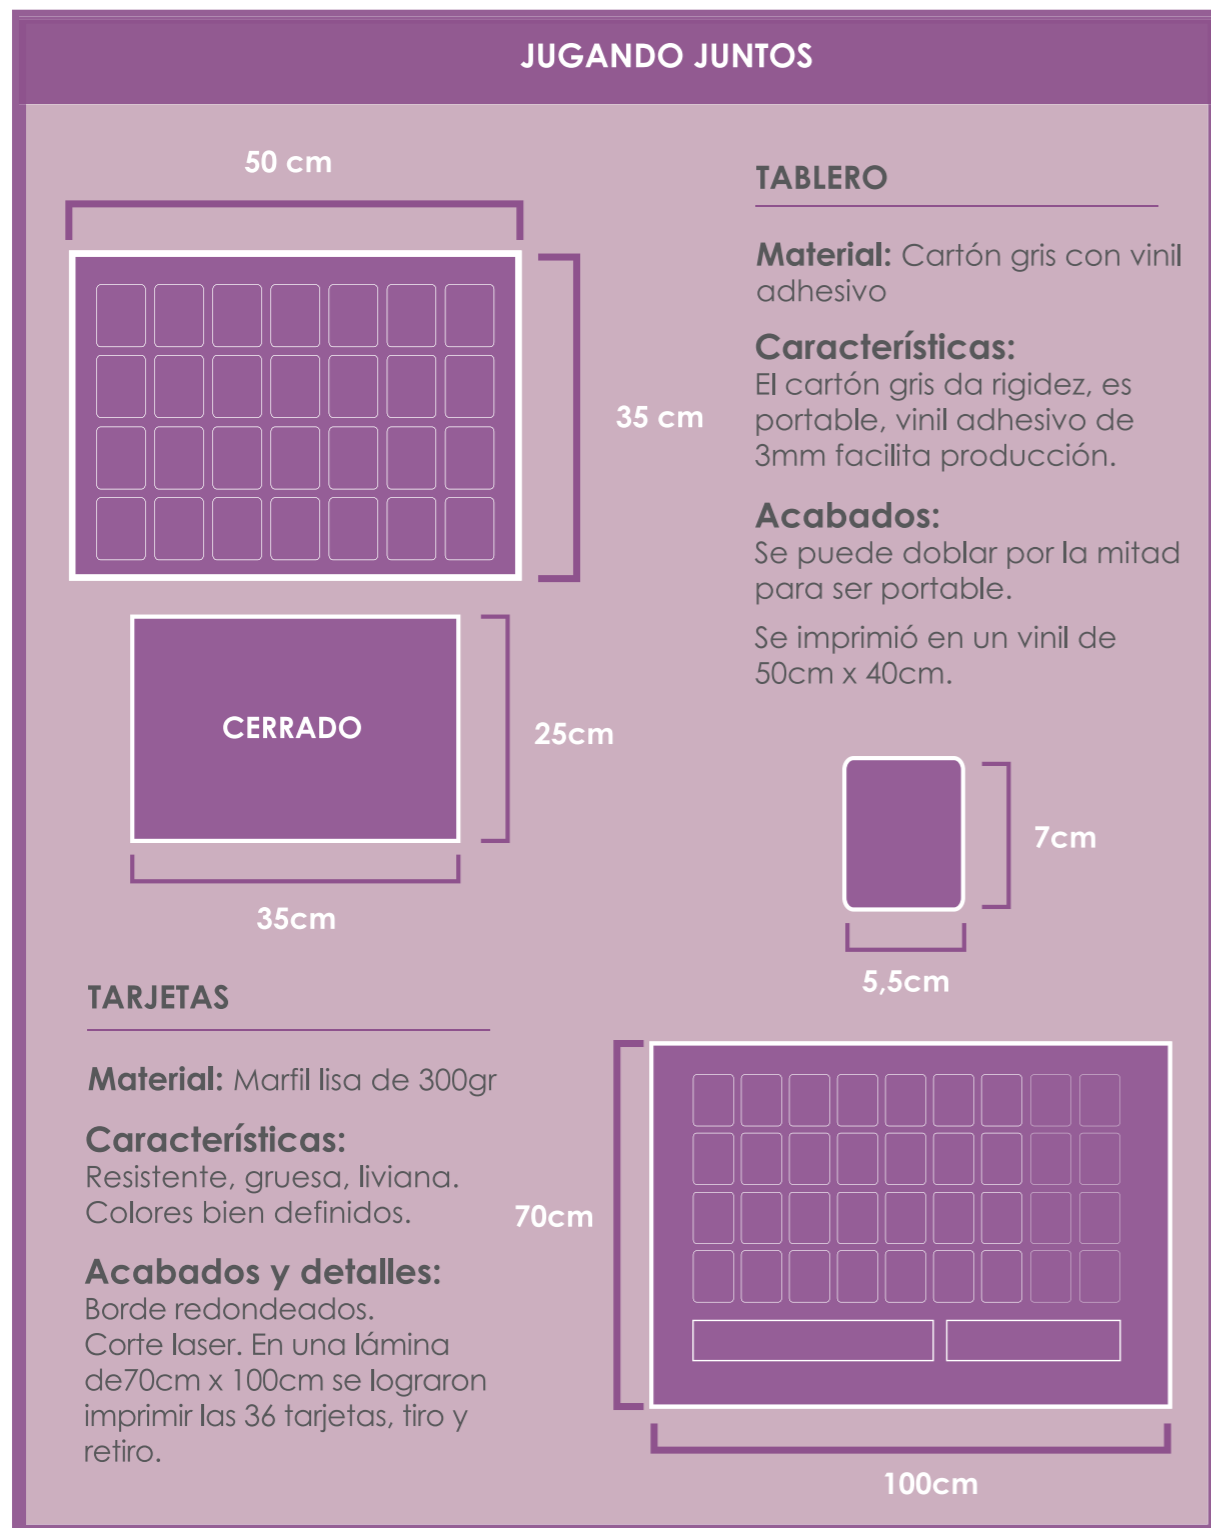 JUGANDO JUNTOS
50 cm
35 cm
CERRADO
25cm
35cm
TABLERO
Material: Cartón gris con vinil
adhesivo
Características:
El cartón gris da rigidez, es
portable, vinil adhesivo de
3mm facilita producción.
Acabados:
Se puede doblar por la mitad
para ser portable.
Se imprimió en un vinil de
50cm x 40cm.
7cm
5,5cm
TARJETAS
Material: Marfil lisa de 300gr
Características:
Resistente, gruesa, liviana.
Colores bien definidos.
Acabados y detalles:
Borde redondeados.
Corte laser. En una lámina
de70cm x 100cm se lograron
imprimir las 36 tarjetas, tiro y
retiro.
70cm
100cm